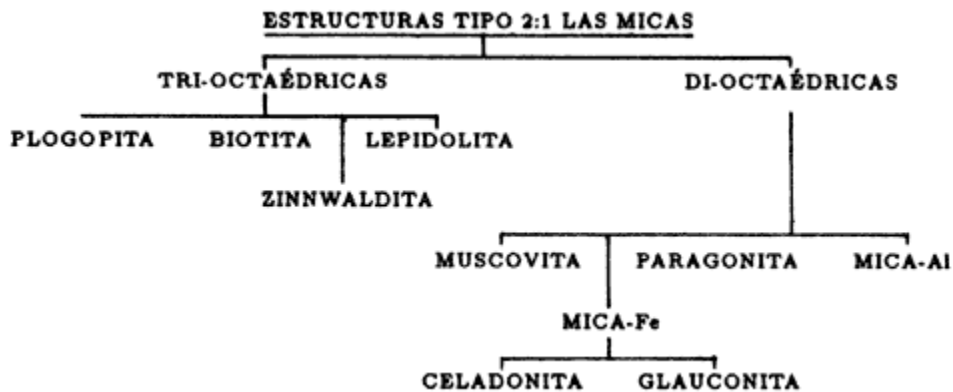 ESTRUCTURAS TIPO 2:1 LAS MICAS
TRI-OCTAÉDRICAS DI-OCTAÉDRICAS
PLOGOPITA BIOTITA LEPIDOLITA
ZINNWALDITA
MUSCOVITA PARAGONITA MICA-Al
MICA-Fe
CELADONITA GLAUCONITA